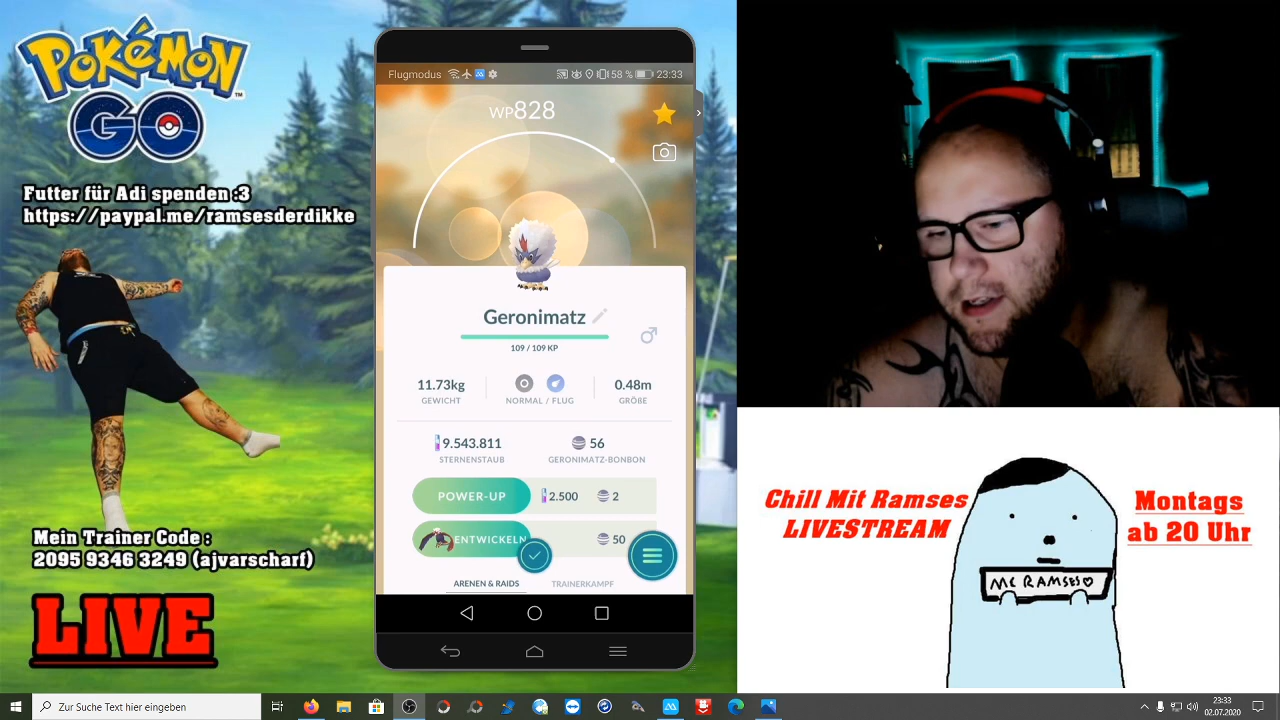 POKéMON
GO
Futter für Adi spenden :3
https://paypal.me/ramsesderdikke
Mein Trainer Code :
2095 9346 3249 (ajvarscharf)
LIVE
Flugmodus
58 %
23:33
WP828
Geronimatz
109 / 109 KP
11.73kg
GEWICHT
NORMAL / FLUG
0.48m
GRÖßE
9.543.811
STERNENSTAUB
56
GERONIMATZ-BONBON
POWER-UP
2.500
2
ENTWICKELN
50
ARENEN & RAIDS
TRAINERKAMPF
Chill Mit Ramses
LIVESTREAM
Montags
ab 20 Uhr
MC RAMSES
Zur Suche Text hier eingeben
23:33
02.07.2020